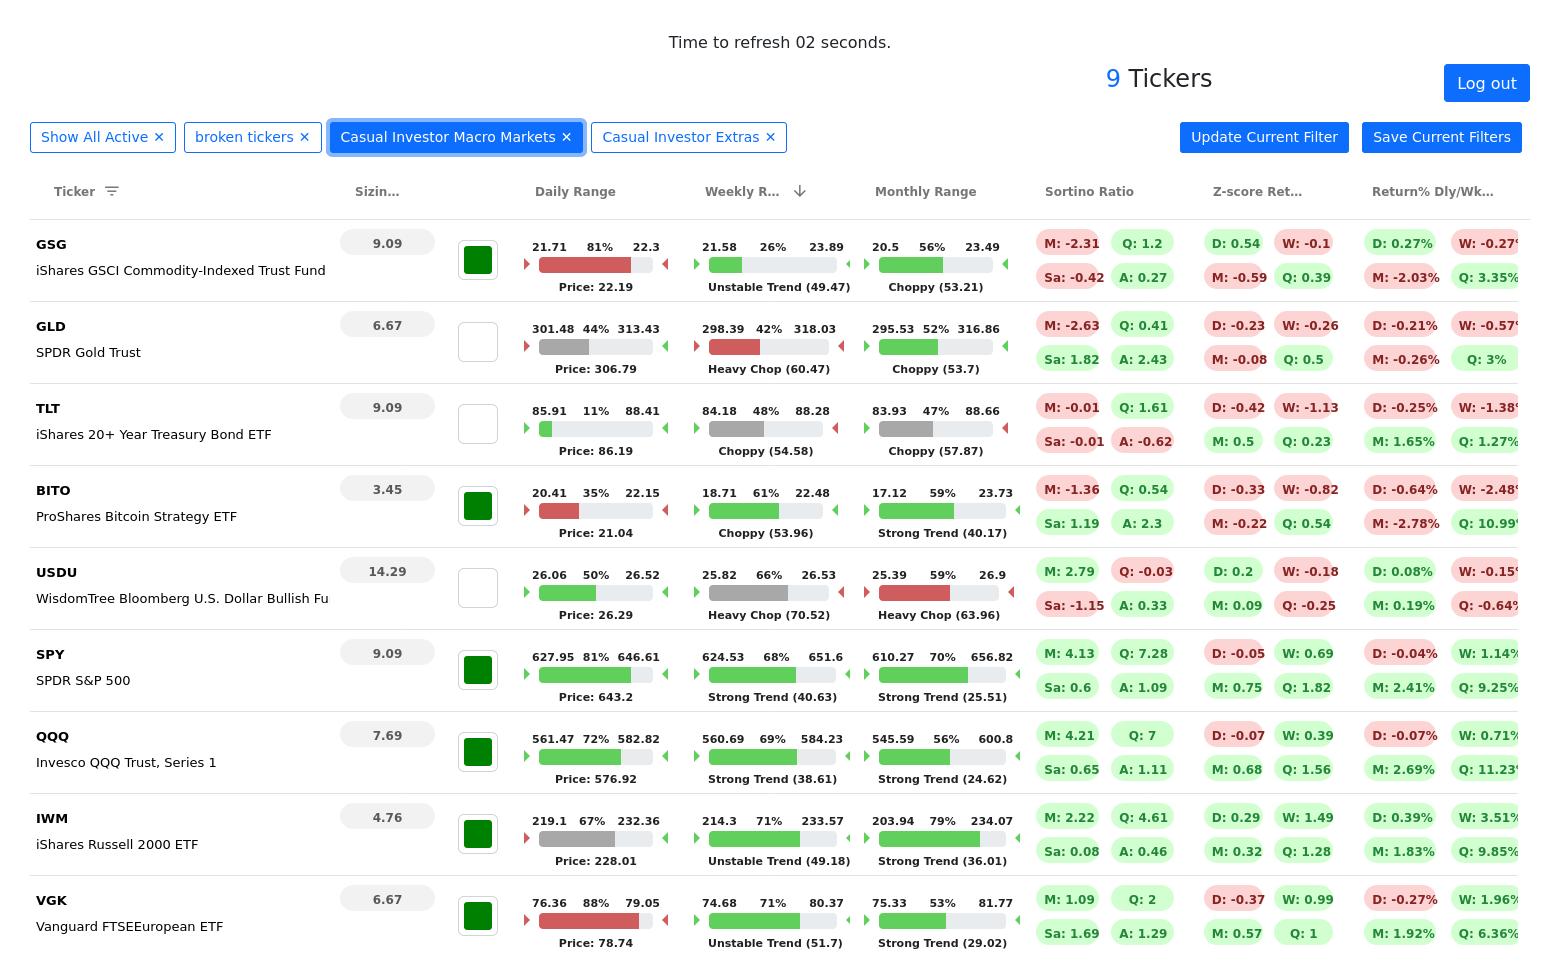 Time to refresh 02 seconds.
9 Tickers
Log out
Show All Active ✕ broken tickers ✕ Casual Investor Macro Markets ✕ Casual Investor Extras ✕ Update Current Filter Save Current Filters
Ticker Sizin... Daily Range Weekly R... Monthly Range Sortino Ratio Z-score Ret... Return% Dly/Wk...
GSG 9.09 21.71 81% 22.3 21.58 26% 23.89 20.5 56% 23.49 M: -2.31 Q: 1.2 D: 0.54 W: -0.1 D: 0.27% W: -0.27%
iShares GSCI Commodity-Indexed Trust Fund Sa: -0.42 A: 0.27 M: -0.59 Q: 0.39 M: -2.03% Q: 3.35%
Price: 22.19 Unstable Trend (49.47) Choppy (53.21)
GLD 6.67 301.48 44% 313.43 298.39 42% 318.03 295.53 52% 316.86 M: -2.63 Q: 0.41 D: -0.23 W: -0.26 D: -0.21% W: -0.57%
SPDR Gold Trust Sa: 1.82 A: 2.43 M: -0.08 Q: 0.5 M: -0.26% Q: 3%
Price: 306.79 Heavy Chop (60.47) Choppy (53.7)
TLT 9.09 85.91 11% 88.41 84.18 48% 88.28 83.93 47% 88.66 M: -0.01 Q: 1.61 D: -0.42 W: -1.13 D: -0.25% W: -1.38%
iShares 20+ Year Treasury Bond ETF Sa: -0.01 A: -0.62 M: 0.5 Q: 0.23 M: 1.65% Q: 1.27%
Price: 86.19 Choppy (54.58) Choppy (57.87)
BITO 3.45 20.41 35% 22.15 18.71 61% 22.48 17.12 59% 23.73 M: -1.36 Q: 0.54 D: -0.33 W: -0.82 D: -0.64% W: -2.48%
ProShares Bitcoin Strategy ETF Sa: 1.19 A: 2.3 M: -0.22 Q: 0.54 M: -2.78% Q: 10.99%
Price: 21.04 Choppy (53.96) Strong Trend (40.17)
USDU 14.29 26.06 50% 26.52 25.82 66% 26.53 25.39 59% 26.9 M: 2.79 Q: -0.03 D: 0.2 W: -0.18 D: 0.08% W: -0.15%
WisdomTree Bloomberg U.S. Dollar Bullish Fu Sa: -1.15 A: 0.33 M: 0.09 Q: -0.25 M: 0.19% Q: -0.64%
Price: 26.29 Heavy Chop (70.52) Heavy Chop (63.96)
SPY 9.09 627.95 81% 646.61 624.53 68% 651.6 610.27 70% 656.82 M: 4.13 Q: 7.28 D: -0.05 W: 0.69 D: -0.04% W: 1.14%
SPDR S&P 500 Sa: 0.6 A: 1.09 M: 0.75 Q: 1.82 M: 2.41% Q: 9.25%
Price: 643.2 Strong Trend (40.63) Strong Trend (25.51)
QQQ 7.69 561.47 72% 582.82 560.69 69% 584.23 545.59 56% 600.8 M: 4.21 Q: 7 D: -0.07 W: 0.39 D: -0.07% W: 0.71%
Invesco QQQ Trust, Series 1 Sa: 0.65 A: 1.11 M: 0.68 Q: 1.56 M: 2.69% Q: 11.23%
Price: 576.92 Strong Trend (38.61) Strong Trend (24.62)
IWM 4.76 219.1 67% 232.36 214.3 71% 233.57 203.94 79% 234.07 M: 2.22 Q: 4.61 D: 0.29 W: 1.49 D: 0.39% W: 3.51%
iShares Russell 2000 ETF Sa: 0.08 A: 0.46 M: 0.32 Q: 1.28 M: 1.83% Q: 9.85%
Price: 228.01 Unstable Trend (49.18) Strong Trend (36.01)
VGK 6.67 76.36 88% 79.05 74.68 71% 80.37 75.33 53% 81.77 M: 1.09 Q: 2 D: -0.37 W: 0.99 D: -0.27% W: 1.96%
Vanguard FTSEEuropean ETF Sa: 1.69 A: 1.29 M: 0.57 Q: 1 M: 1.92% Q: 6.36%
Price: 78.74 Unstable Trend (51.7) Strong Trend (29.02)